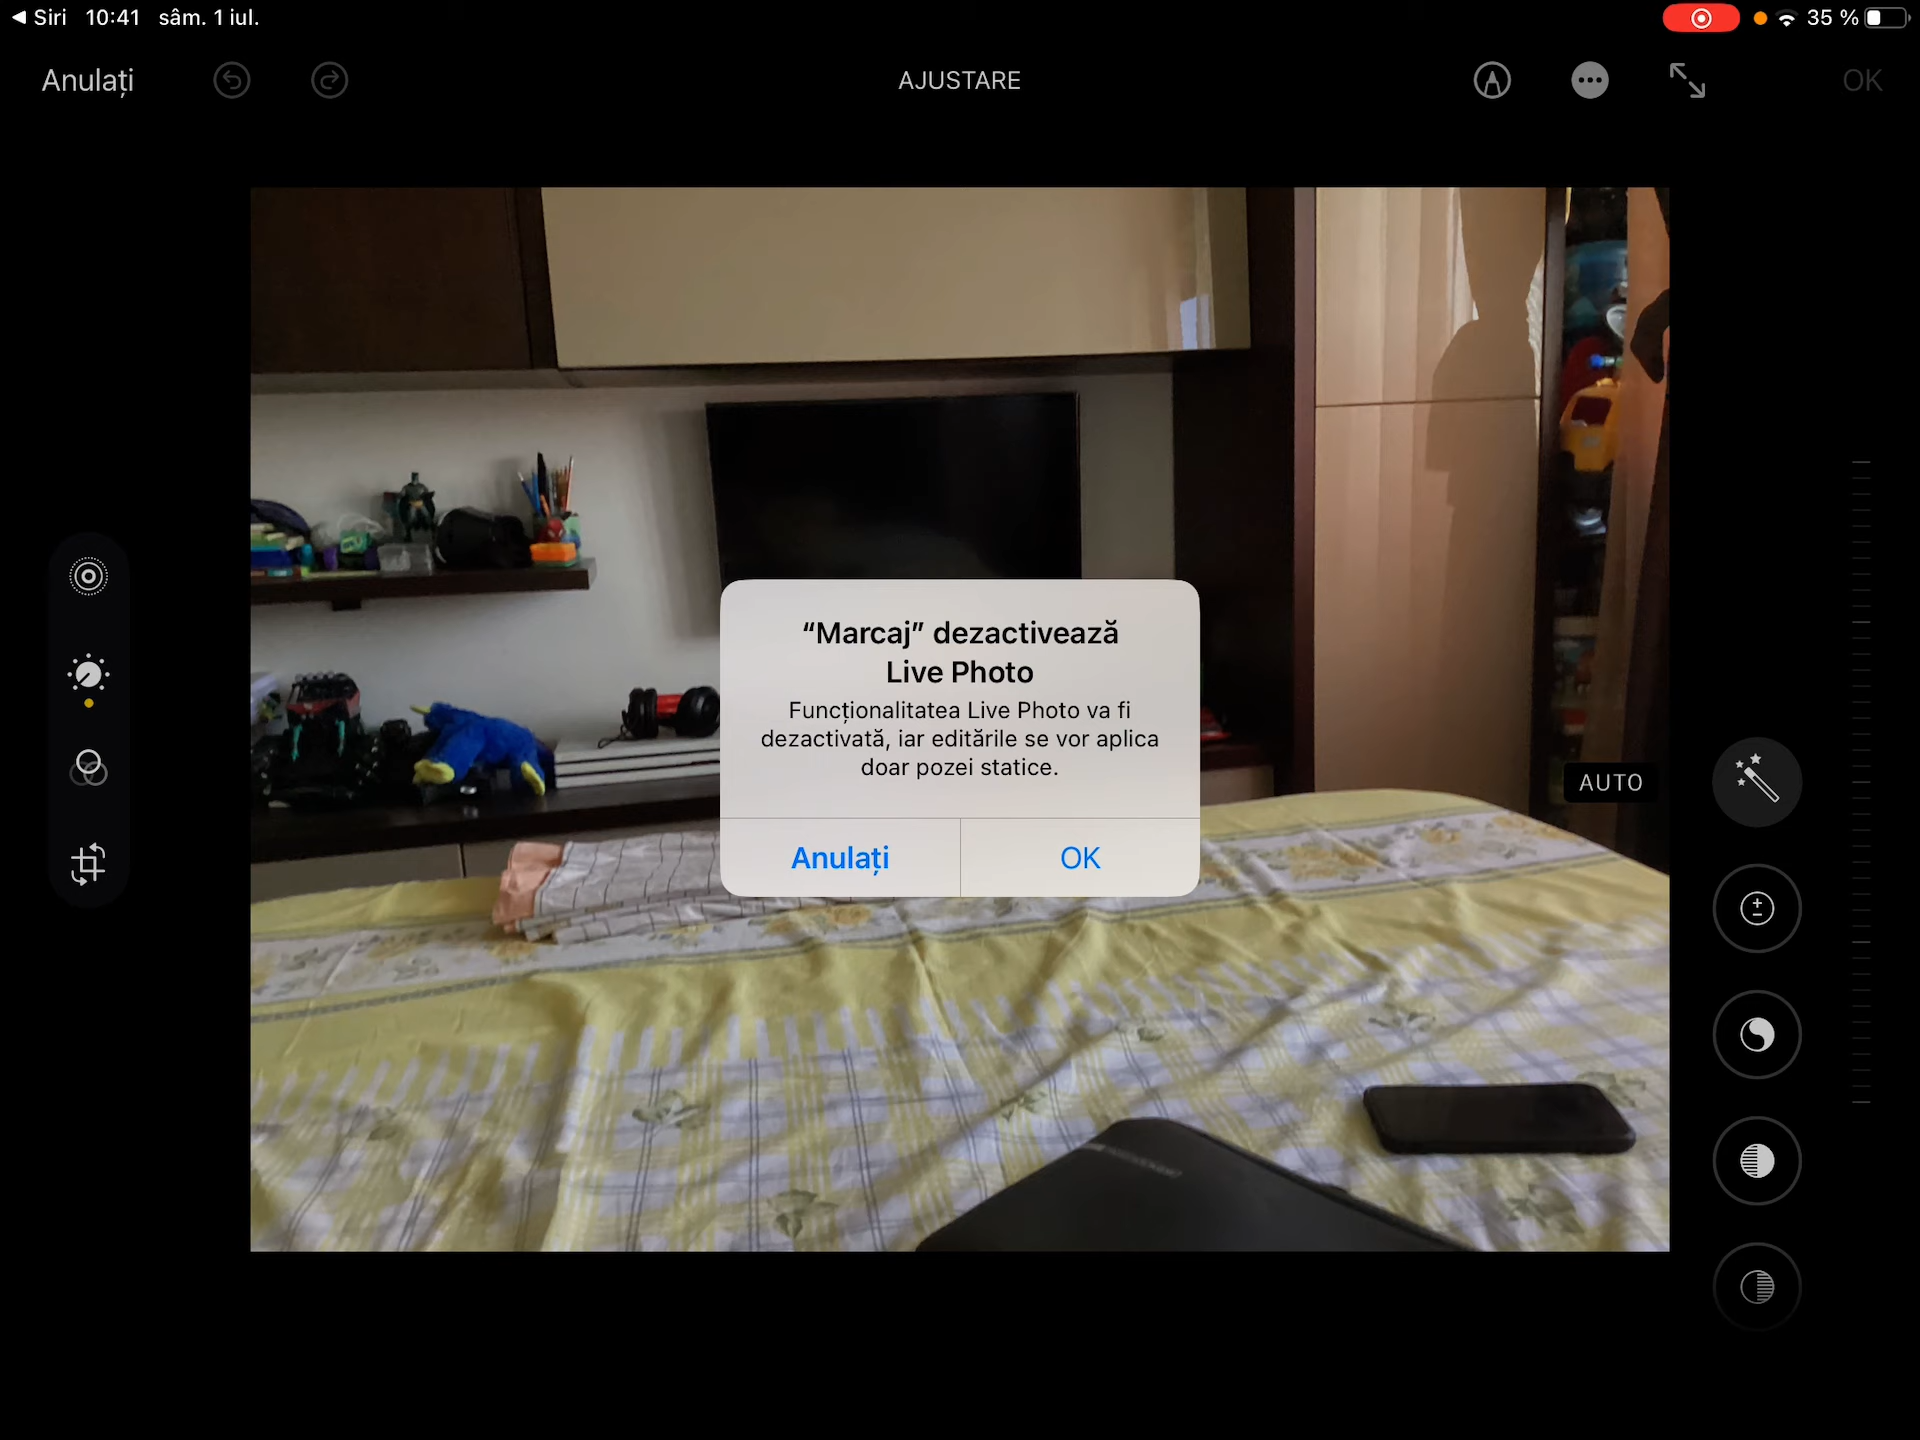 ◀ Siri 10:41 sâm. 1 iul. 35 %
Anulați AJUSTARE OK
“Marcaj” dezactivează
Live Photo
Funcționalitatea Live Photo va fi
dezactivată, iar editările se vor aplica
doar pozei statice.
AUTO
Anulați OK